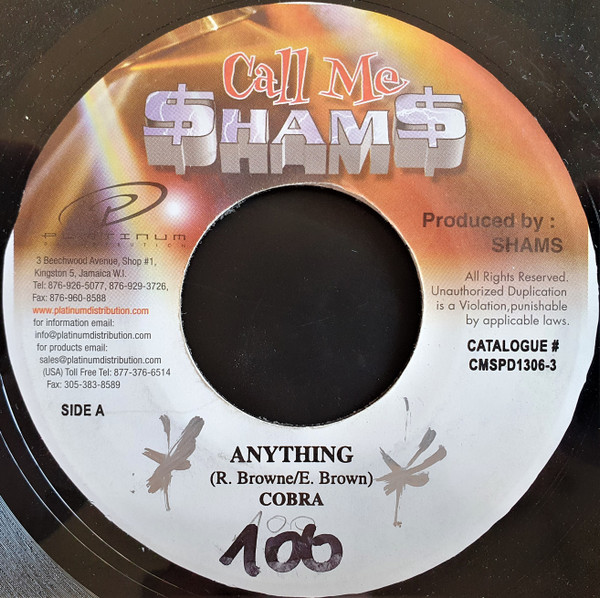 Call Me
$HAM$
PLATINUM
DISTRIBUTION
3 Beechwood Avenue, Shop #1,
Kingston 5, Jamaica W.I.
Tel: 876-926-5077, 876-929-3726,
Fax: 876-960-8588
www.platinumdistribution.com
for information email:
info@platinumdistribution.com
for products email:
sales@platinumdistribution.com
(USA) Toll Free Tel: 877-376-6514
Fax: 305-383-8589
SIDE A
Produced by :
SHAMS
All Rights Reserved.
Unauthorized Duplication
is a Violation,punishable
by applicable laws.
CATALOGUE #
CMSPD1306-3
ANYTHING
(R. Browne/E. Brown)
COBRA
100
100